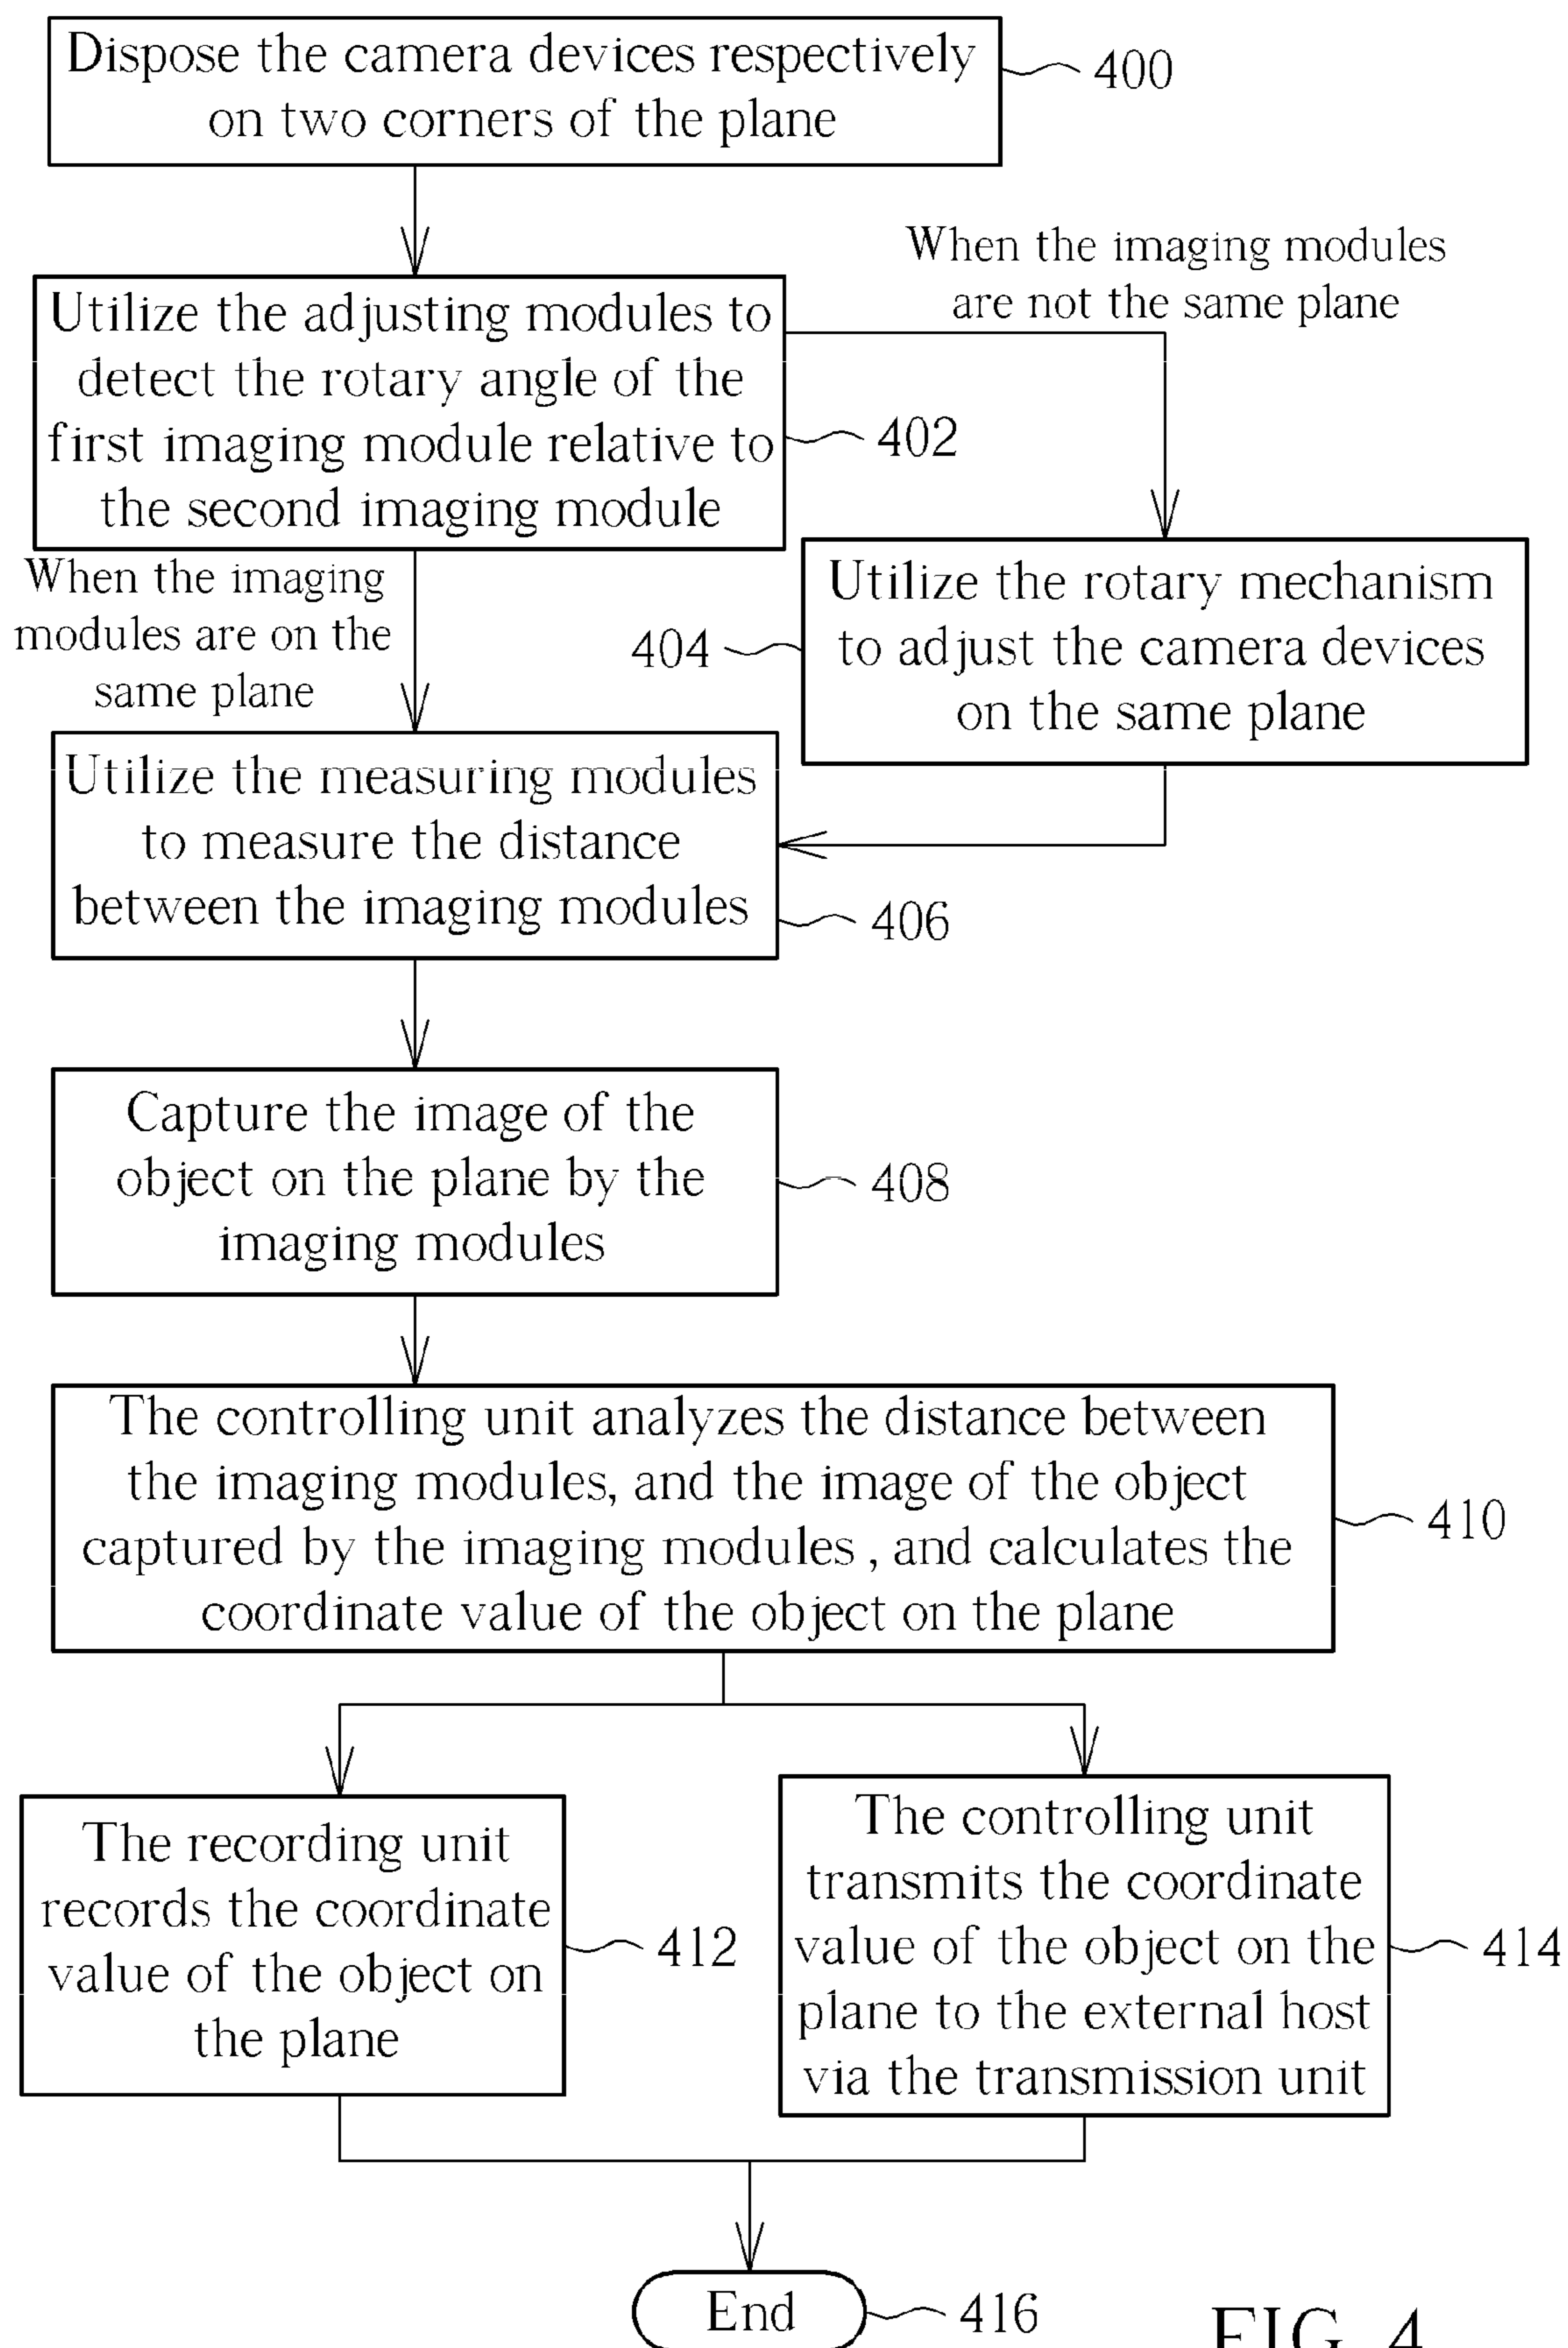 Dispose the camera devices respectively
on two corners of the plane
400
When the imaging modules
are not the same plane
Utilize the adjusting modules to
detect the rotary angle of the
first imaging module relative to
the second imaging module
402
When the imaging
modules are on the
same plane
Utilize the rotary mechanism
to adjust the camera devices
on the same plane
404
Utilize the measuring modules
to measure the distance
between the imaging modules
406
Capture the image of the
object on the plane by the
imaging modules
408
The controlling unit analyzes the distance between
the imaging modules, and the image of the object
captured by the imaging modules , and calculates the
coordinate value of the object on the plane
410
The recording unit
records the coordinate
value of the object on
the plane
412
The controlling unit
transmits the coordinate
value of the object on the
plane to the external host
via the transmission unit
414
End
416
FIG. 4